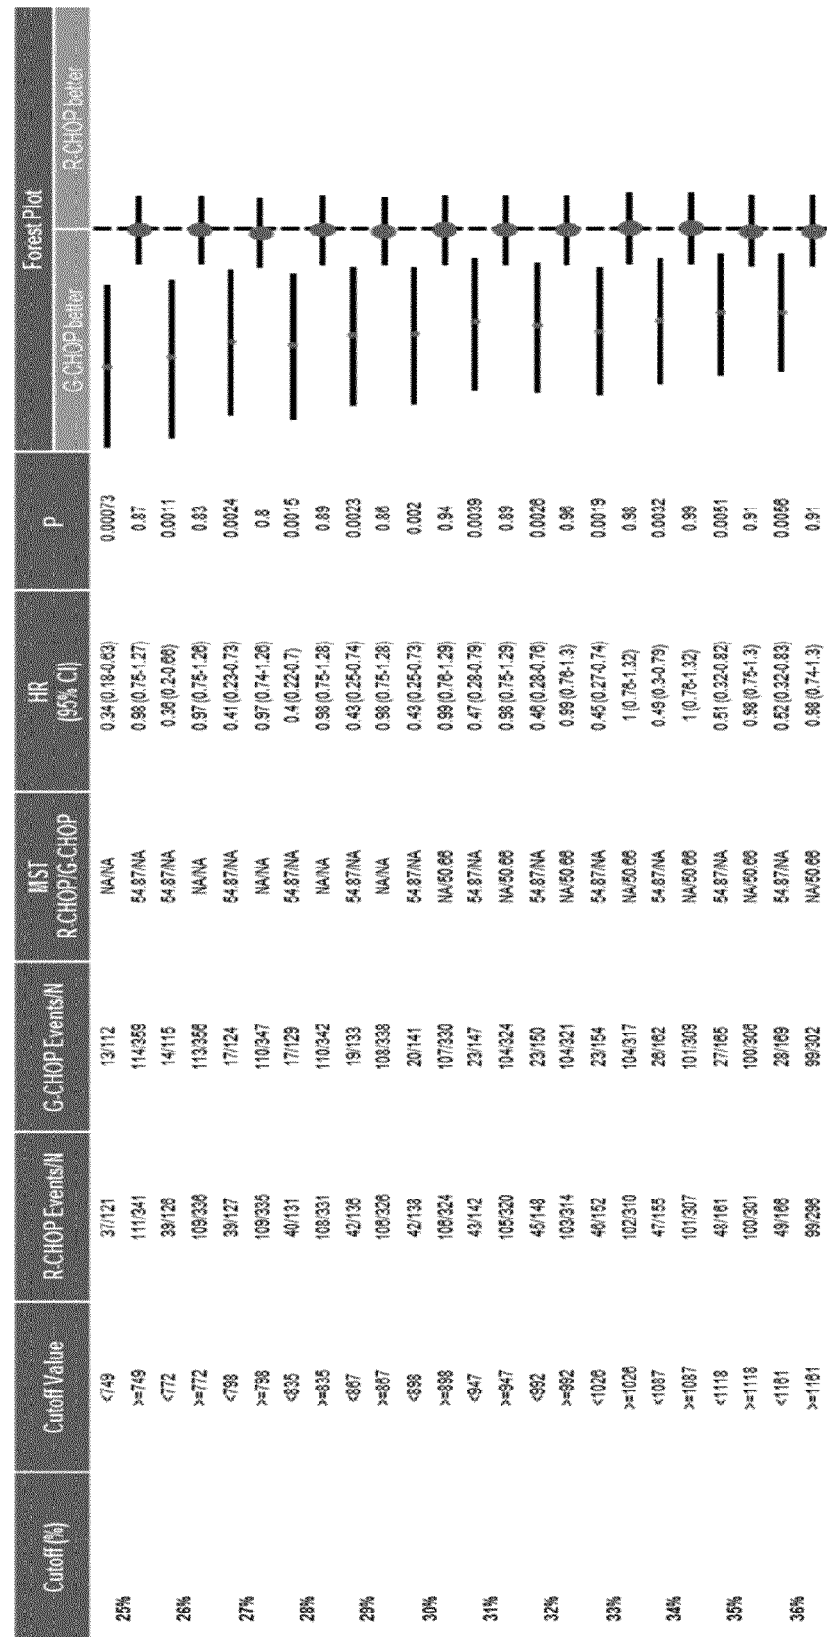 Cutoff (%) Cutoff Value R-CHOP Events/N G-CHOP Events/N MST R-CHOP/G-CHOP HR (95% CI) P Forest Plot
G-CHOP better R-CHOP better
25%
<749 37/121 13/112 NA/NA 0.34 (0.18-0.63) 0.00073
>=749 111/341 114/359 54.87/NA 0.98 (0.75-1.27) 0.87
26%
<772 39/126 14/115 54.87/NA 0.36 (0.2-0.66) 0.0011
>=772 109/336 113/356 NA/NA 0.97 (0.75-1.26) 0.83
27%
<798 39/127 17/124 54.87/NA 0.41 (0.23-0.73) 0.0024
>=798 109/335 110/347 NA/NA 0.97 (0.74-1.26) 0.8
28%
<835 40/131 17/129 54.87/NA 0.4 (0.22-0.7) 0.0015
>=835 108/331 110/342 NA/NA 0.98 (0.75-1.28) 0.89
29%
<867 42/136 19/133 54.87/NA 0.43 (0.25-0.74) 0.0023
>=867 106/326 108/338 NA/NA 0.98 (0.75-1.28) 0.86
30%
<898 42/138 20/141 54.87/NA 0.43 (0.25-0.73) 0.002
>=898 106/324 107/330 NA/50.66 0.99 (0.76-1.29) 0.94
31%
<947 43/142 23/147 54.87/NA 0.47 (0.28-0.79) 0.0039
>=947 105/320 104/324 NA/50.66 0.98 (0.75-1.29) 0.89
32%
<992 45/148 23/150 54.87/NA 0.46 (0.28-0.76) 0.0026
>=992 103/314 104/321 NA/50.66 0.99 (0.76-1.3) 0.96
33%
<1026 46/152 23/154 54.87/NA 0.45 (0.27-0.74) 0.0019
>=1026 102/310 104/317 NA/50.66 1 (0.76-1.32) 0.98
34%
<1087 47/155 26/162 54.87/NA 0.49 (0.3-0.79) 0.0032
>=1087 101/307 101/309 NA/50.66 1 (0.76-1.32) 0.99
35%
<1118 48/161 27/165 54.87/NA 0.51 (0.32-0.82) 0.0051
>=1118 100/301 100/306 NA/50.66 0.98 (0.75-1.3) 0.91
36%
<1161 49/166 28/169 54.87/NA 0.52 (0.32-0.83) 0.0056
>=1161 99/296 99/302 NA/50.66 0.98 (0.74-1.3) 0.91